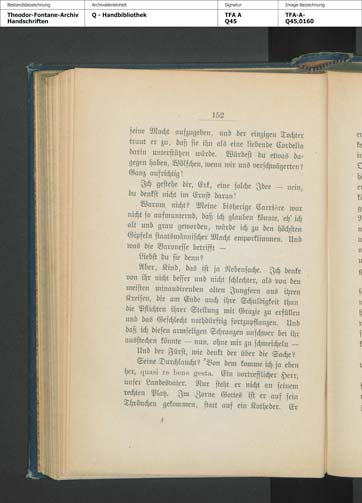 Bestandsbezeichnung
Theodor-Fontane-Archiv
Handschriften
Archivalieneinheit
Q - Handbibliothek
Signatur
TFA A
Q45
Image-Bezeichnung
TFA-A-
Q45,0160
152
seine Macht aufzugeben, und der einzigen Tochter
traut er zu, daß sie ihn als eine liebende Cordelia
darin unterstützen würde. Würdest du etwas da-
gegen haben, Wölfchen, wenn wir uns verschwägerten?
Ganz aufrichtig!
Ich gestehe dir, Erk, eine solche Idee — nein,
du denkst nicht im Ernst daran!
Warum nicht? Meine bisherige Carrière war
nicht so aufmunternd, daß ich glauben könnte, eh' ich
alt und grau geworden, würde ich zu den höchsten
Gipfeln staatsmännischer Macht emporklimmen. Und
was die Baronesse betrifft —
Liebst du sie denn?
Aber, Kind, das ist ja Nebensache. Ich denke
von ihr nicht besser und nicht schlechter, als von den
meisten miteinander alten Jungfern aus ihren
Kreisen, die am Ende auch ihre Schuldigkeit thun
die Pflichten ihrer Stellung mit Grazie zu erfüllen
und das Geschlecht nothdürftig fortzupflanzen. Und
daß ich diesen armseligen Schranzen unschwer bei ihr
ausstechen könnte — nun, ohne mir zu schmeicheln —
Und der Fürst, wie denkt der über die Sache?
Seine Durchlaucht? Von dem komme ich ja eben
her, quasi re bene gesta. Ein vortrefflicher Herr,
unser Landesvater. Nur steht er nicht an seinem
rechten Platz. Im Zorne Gottes ist er auf sein
Thrönchen gekommen, statt auf ein Katheder. Er